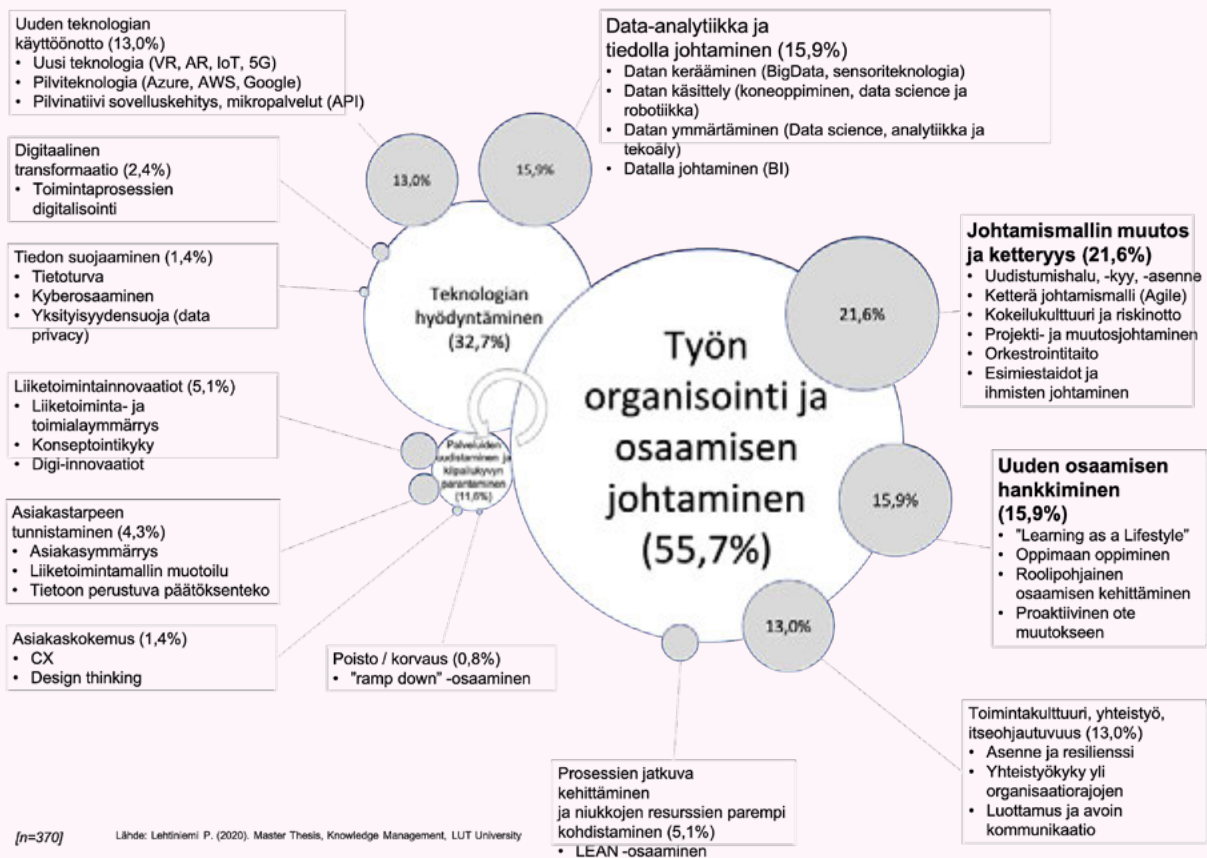 Uuden teknologian
käyttöönotto (13,0%)
• Uusi teknologia (VR, AR, IoT, 5G)
• Pilviteknologia (Azure, AWS, Google)
• Pilvinatiivi sovelluskehitys, mikropalvelut (API)
Data-analytiikka ja
tiedolla johtaminen (15,9%)
• Datan kerääminen (BigData, sensoriteknologia)
• Datan käsittely (koneoppiminen, data science ja
robotiikka)
• Datan ymmärtäminen (Data science, analytiikka ja
tekoäly)
• Datalla johtaminen (BI)
Digitaalinen
transformaatio (2,4%)
• Toimintaprosessien
digitalisointi
13,0%
15,9%
Tiedon suojaaminen (1,4%)
• Tietoturva
• Kyberosaaminen
• Yksityisyydensuoja (data
privacy)
Teknologian
hyödyntäminen
(32,7%)
21,6%
Johtamismallin muutos
ja ketteryys (21,6%)
• Uudistumishalu, -kyy, -asenne
• Ketterä johtamismalli (Agile)
• Kokeilukulttuuri ja riskinotto
• Projekti- ja muutosjohtaminen
• Orkestrointitaito
• Esimiestaidot ja
ihmisten johtaminen
Työn
organisointi ja
osaamisen
johtaminen
(55,7%)
Liiketoimintainnovaatiot (5,1%)
• Liiketoiminta- ja
toimialaymmärrys
• Konseptointikyky
• Digi-innovaatiot
Palveluiden
uudistaminen ja
kilpailukyvyn
parantaminen
(11,6%)
15,9%
Uuden osaamisen
hankkiminen
(15,9%)
• "Learning as a Lifestyle"
• Oppimaan oppiminen
• Roolipohjainen
osaamisen kehittäminen
• Proaktiivinen ote
muutokseen
Asiakastarpeen
tunnistaminen (4,3%)
• Asiakasymmärrys
• Liiketoimintamallin muotoilu
• Tietoon perustuva päätöksenteko
13,0%
Asiakaskokemus (1,4%)
• CX
• Design thinking
Poisto / korvaus (0,8%)
• "ramp down" -osaaminen
Toimintakulttuuri, yhteistyö,
itseohjautuvuus (13,0%)
• Asenne ja resilienssi
• Yhteistyökyky yli
organisaatiorajojen
• Luottamus ja avoin
kommunikaatio
Prosessien jatkuva
kehittäminen
ja niukkojen resurssien parempi
kohdistaminen (5,1%)
• LEAN -osaaminen
[n=370]
Lähde: Lehtiniemi P. (2020). Master Thesis, Knowledge Management, LUT University